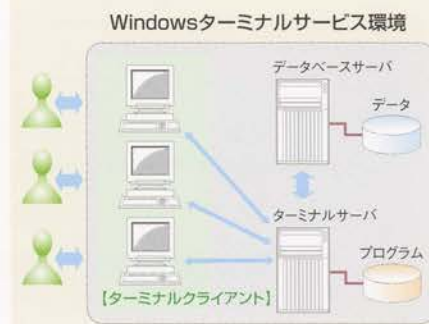 Windowsターミナルサービス環境
データベースサーバ
データ
ターミナルサーバ
プログラム
【ターミナルクライアント】